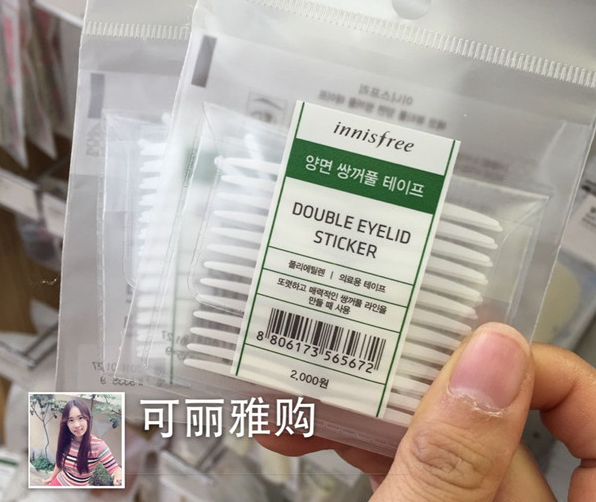 innisfree
양면 쌍꺼풀 테이프
DOUBLE EYELID
STICKER
폴리에틸렌 | 의료용 테이프
또렷하고 매력적인 쌍꺼풀 라인을
만들 때 사용
8 806173 565672
2,000원
可丽雅购